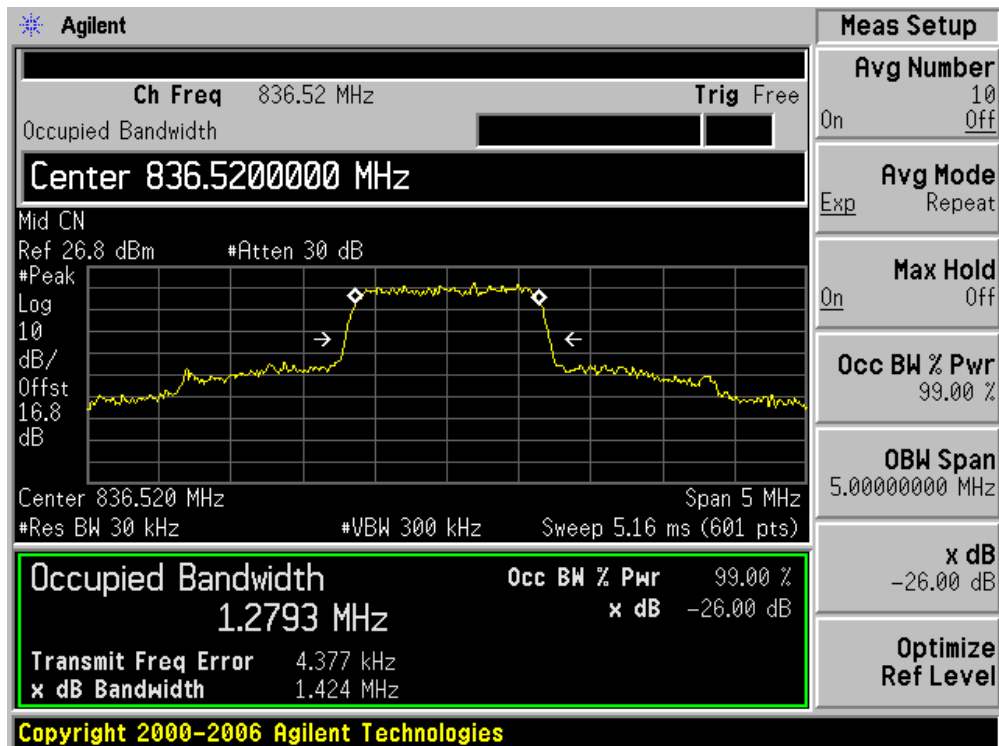 Agilent
Meas Setup
Ch Freq 836.52 MHz
Trig Free
Occupied Bandwidth
Center 836.5200000 MHz
Mid CN
Ref 26.8 dBm #Atten 30 dB
#Peak
Log
10
dB/
Offst
16.8
dB
Center 836.520 MHz Span 5 MHz
#Res BW 30 kHz #VBW 300 kHz Sweep 5.16 ms (601 pts)
Occupied Bandwidth
1.2793 MHz
Occ BW % Pwr 99.00 %
x dB -26.00 dB
Transmit Freq Error 4.377 kHz
x dB Bandwidth 1.424 MHz
Avg Number
10
On Off
Avg Mode
Exp Repeat
Max Hold
On Off
Occ BW % Pwr
99.00 %
OBW Span
5.00000000 MHz
x dB
-26.00 dB
Optimize
Ref Level
Copyright 2000-2006 Agilent Technologies